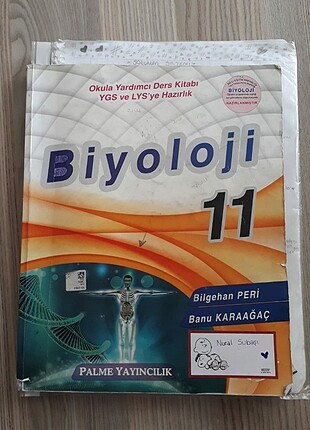 Okula Yardımcı Ders Kitabı
YGS ve LYS'ye Hazırlık
BİYOLOJİ
HAZIRLANMIŞTIR
Biyoloji
11
Bilgehan PERİ
Banu KARAAĞAÇ
Nural Subaşı
PALME YAYINCILIK